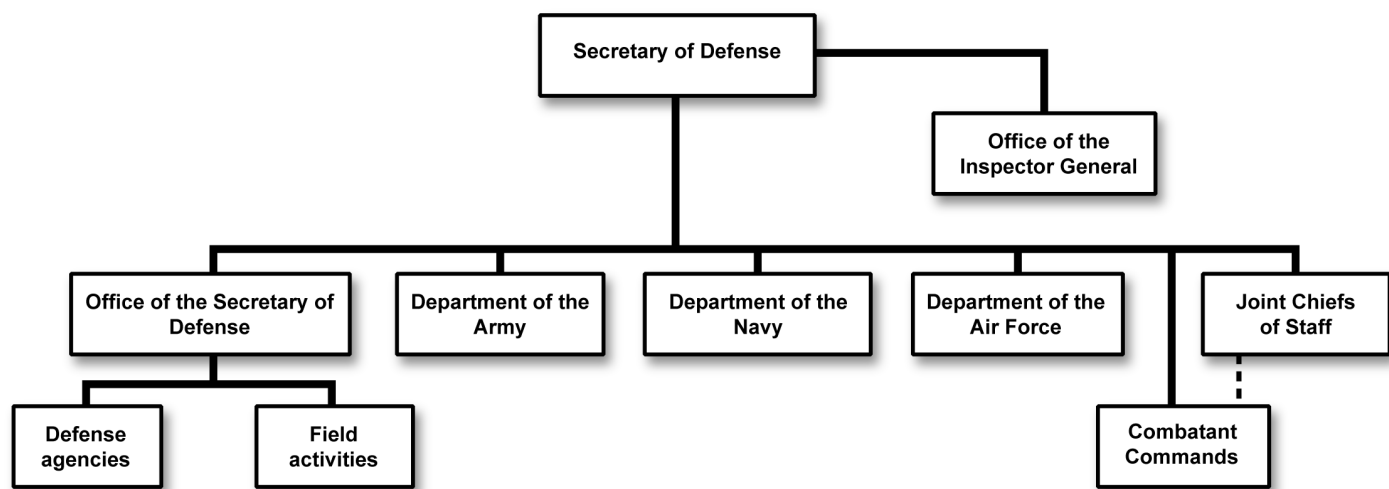 Secretary of Defense
Office of the
Inspector General
Office of the Secretary of
Defense
Department of the
Army
Department of the
Navy
Department of the
Air Force
Joint Chiefs
of Staff
Defense
agencies
Field
activities
Combatant
Commands